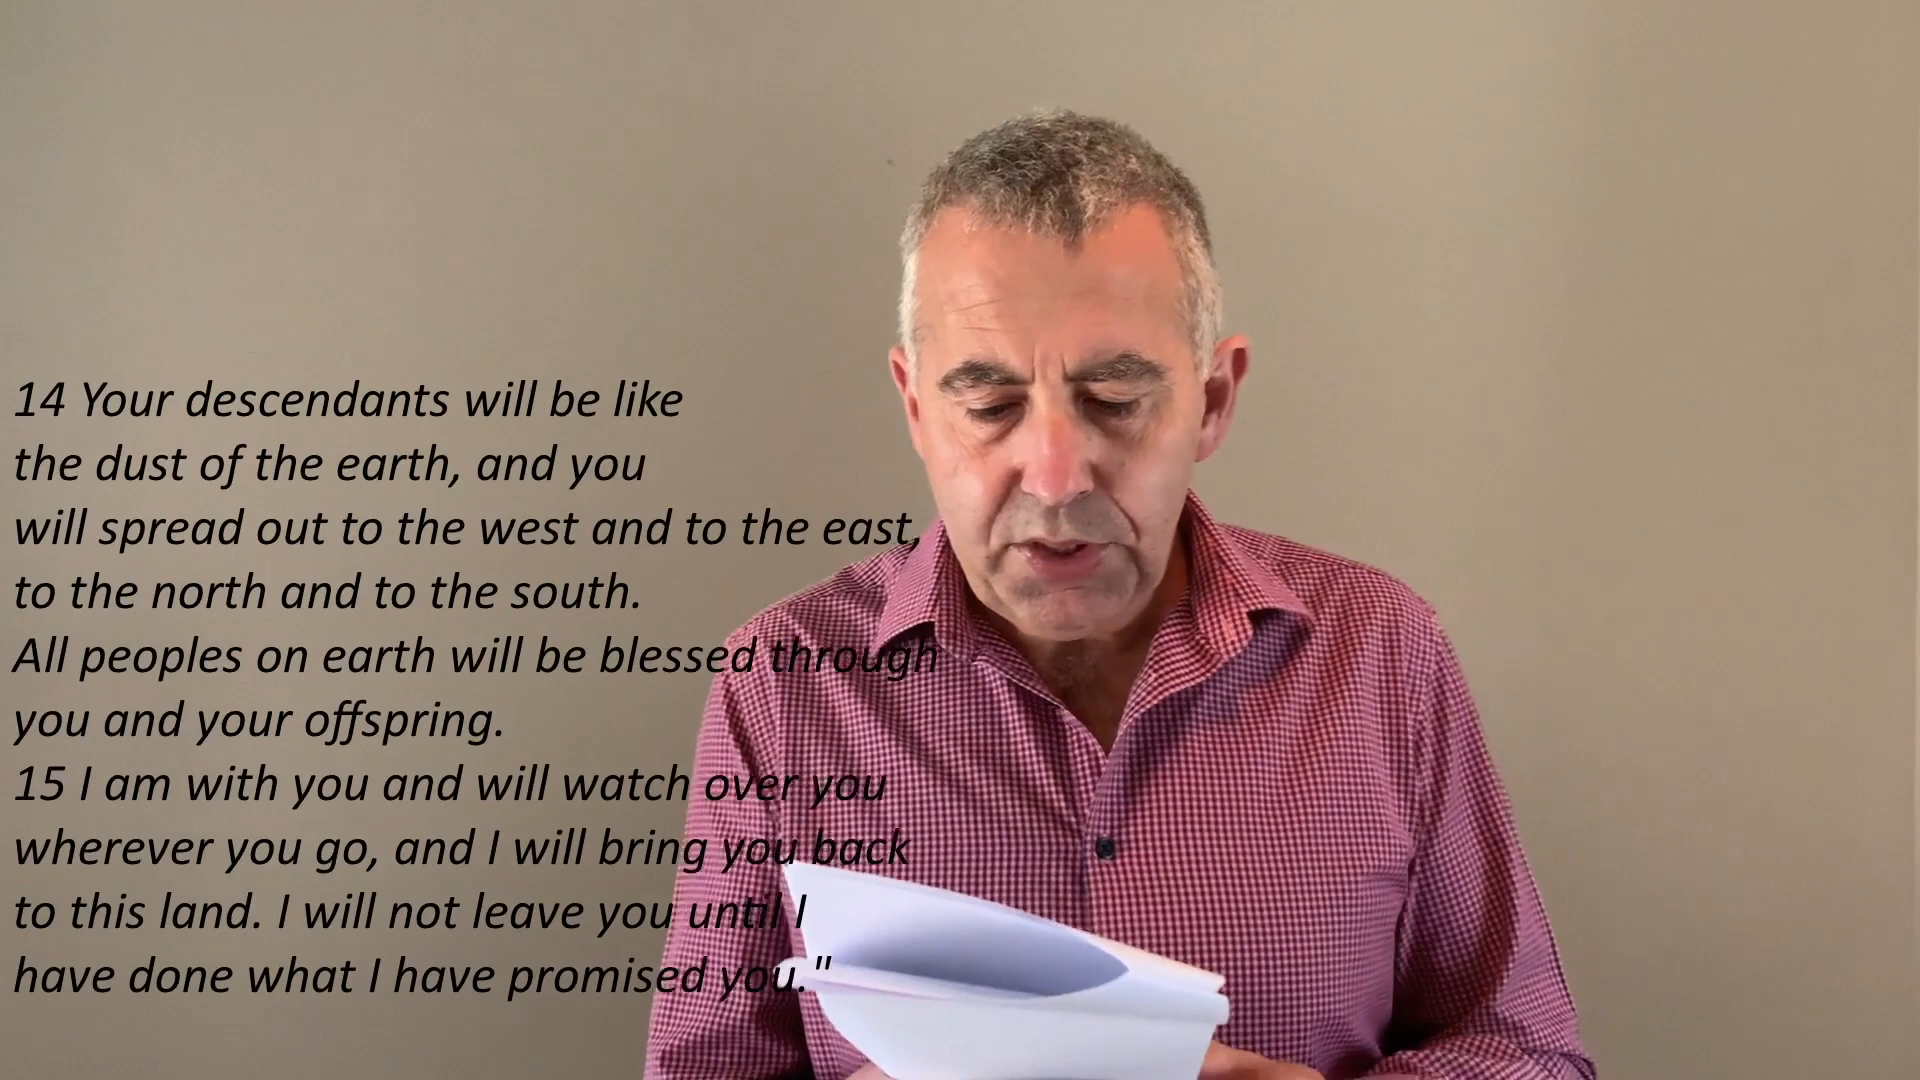 14 Your descendants will be like
the dust of the earth, and you
will spread out to the west and to the east,
to the north and to the south.
All peoples on earth will be blessed through
you and your offspring.
15 I am with you and will watch over you
wherever you go, and I will bring you back
to this land. I will not leave you until I
have done what I have promised you."